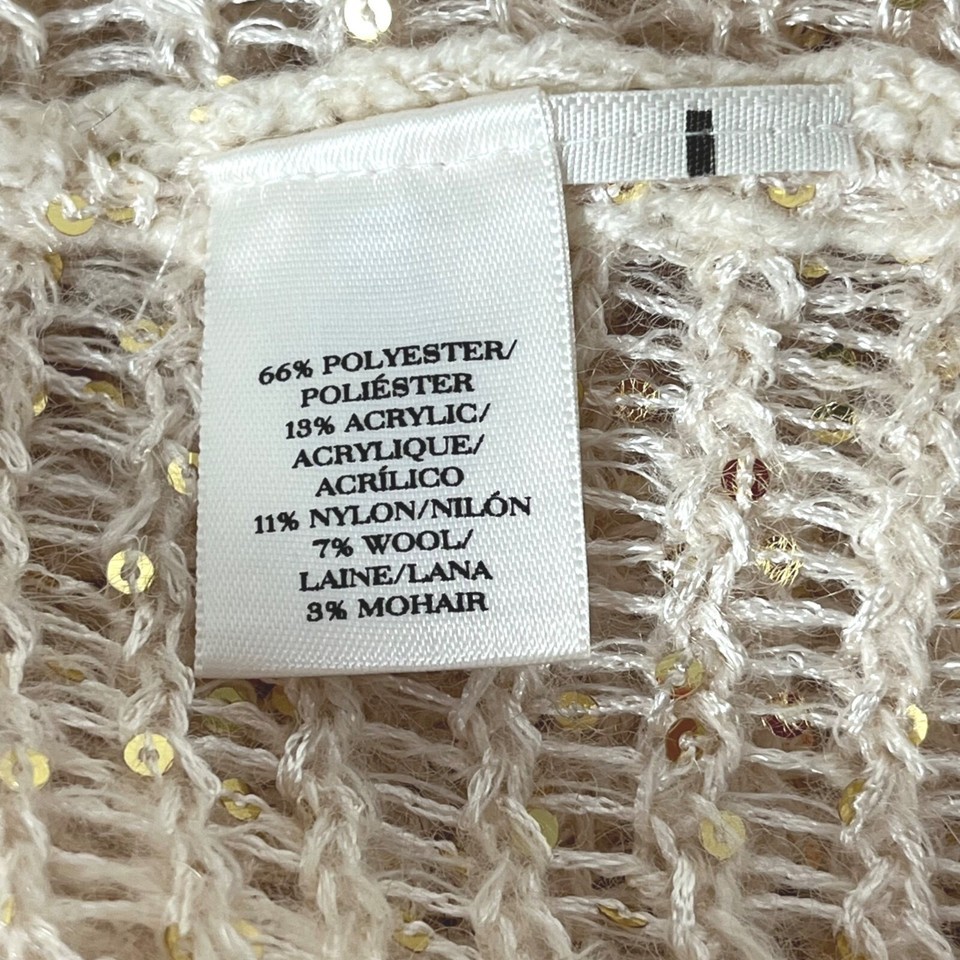 66% POLYESTER/
POLIÉSTER
13% ACRYLIC/
ACRYLIQUE/
ACRÍLICO
11% NYLON/NILÓN
7% WOOL/
LAINE/LANA
3% MOHAIR